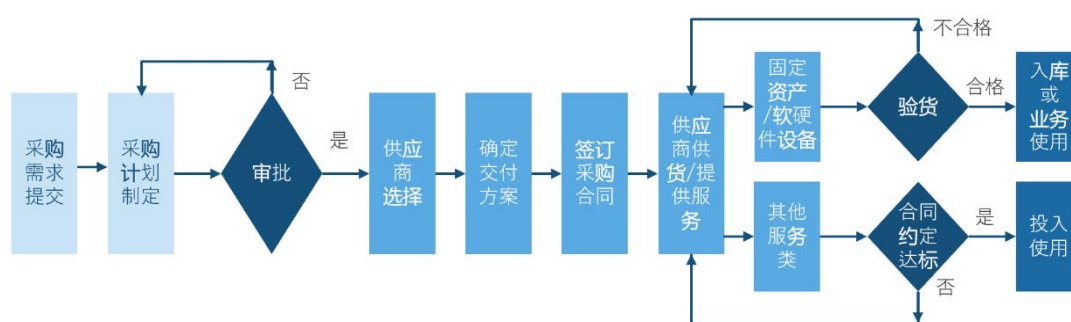 采购
需求
提交
采购
计划
制定
否
审批
是
供应
商
选择
确定
交付
方案
签订
采购
合同
供应
商供
货/提
供服
务
固定
资产
/软硬
件设备
不合格
验货
合格
入库
或
业务
使用
其他
服务
类
合同
约定
达标
是
否
投入
使用